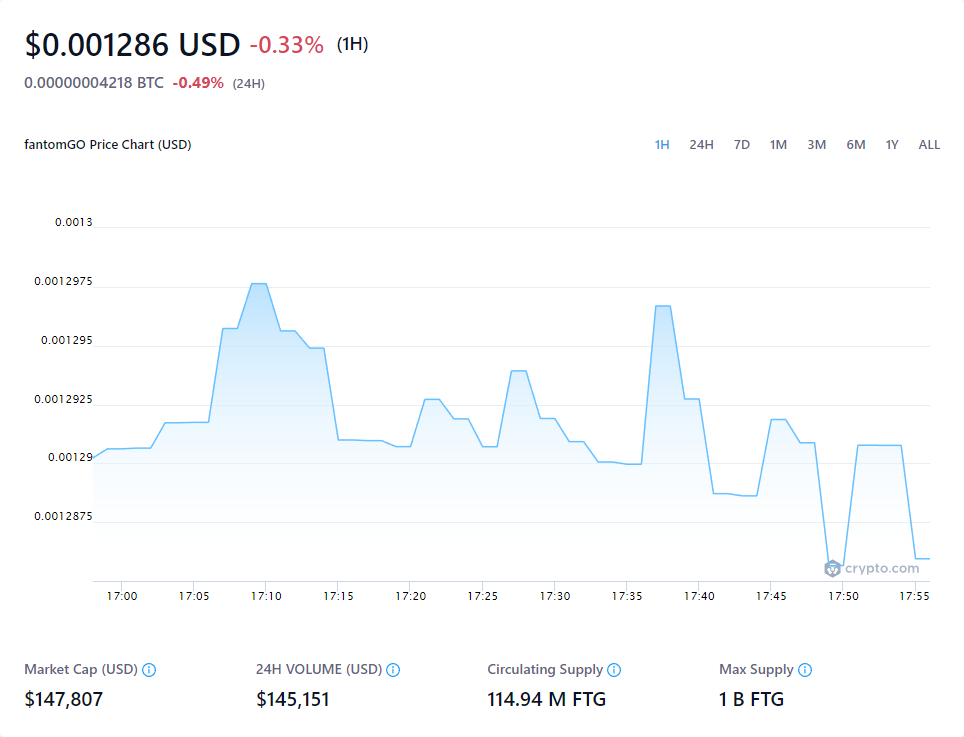 $0.001286 USD -0.33% (1H)
0.00000004218 BTC -0.49% (24H)
fantomGO Price Chart (USD)
1H 24H 7D 1M 3M 6M 1Y ALL
0.0013
0.0012975
0.001295
0.0012925
0.00129
0.0012875
crypto.com
17:00 17:05 17:10 17:15 17:20 17:25 17:30 17:35 17:40 17:45 17:50 17:55
Market Cap (USD) 24H VOLUME (USD) Circulating Supply Max Supply
$147,807 $145,151 114.94 M FTG 1 B FTG